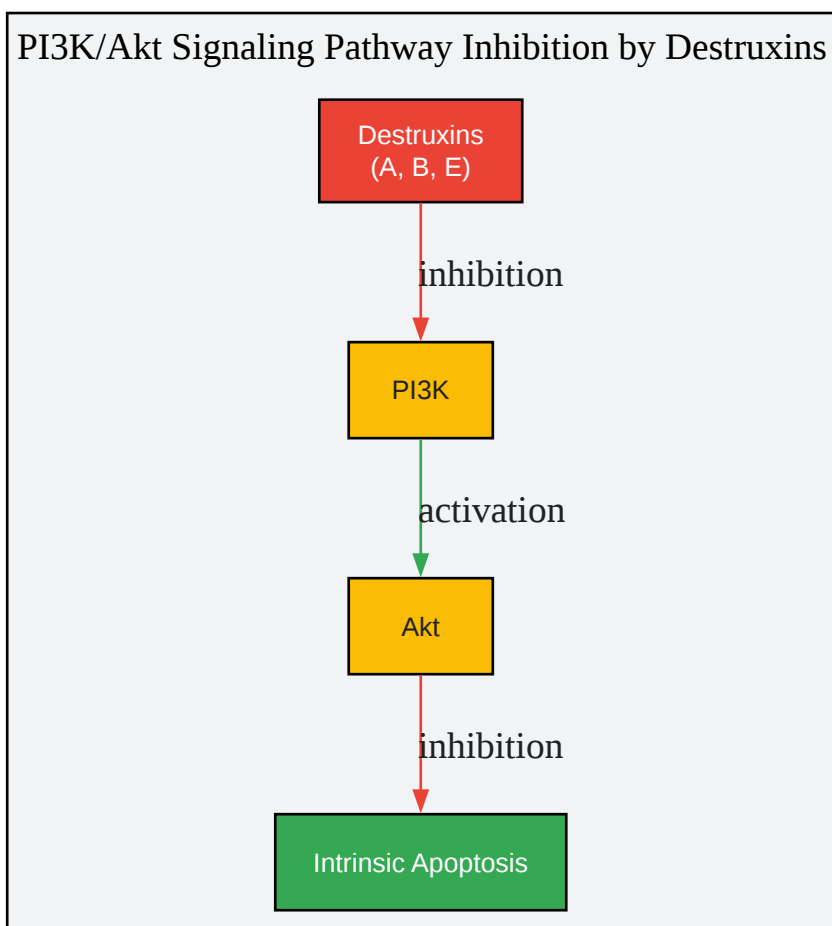 PI3K/Akt Signaling Pathway Inhibition by Destruxins
Destruxins
(A, B, E)
inhibition
PI3K
activation
Akt
inhibition
Intrinsic Apoptosis